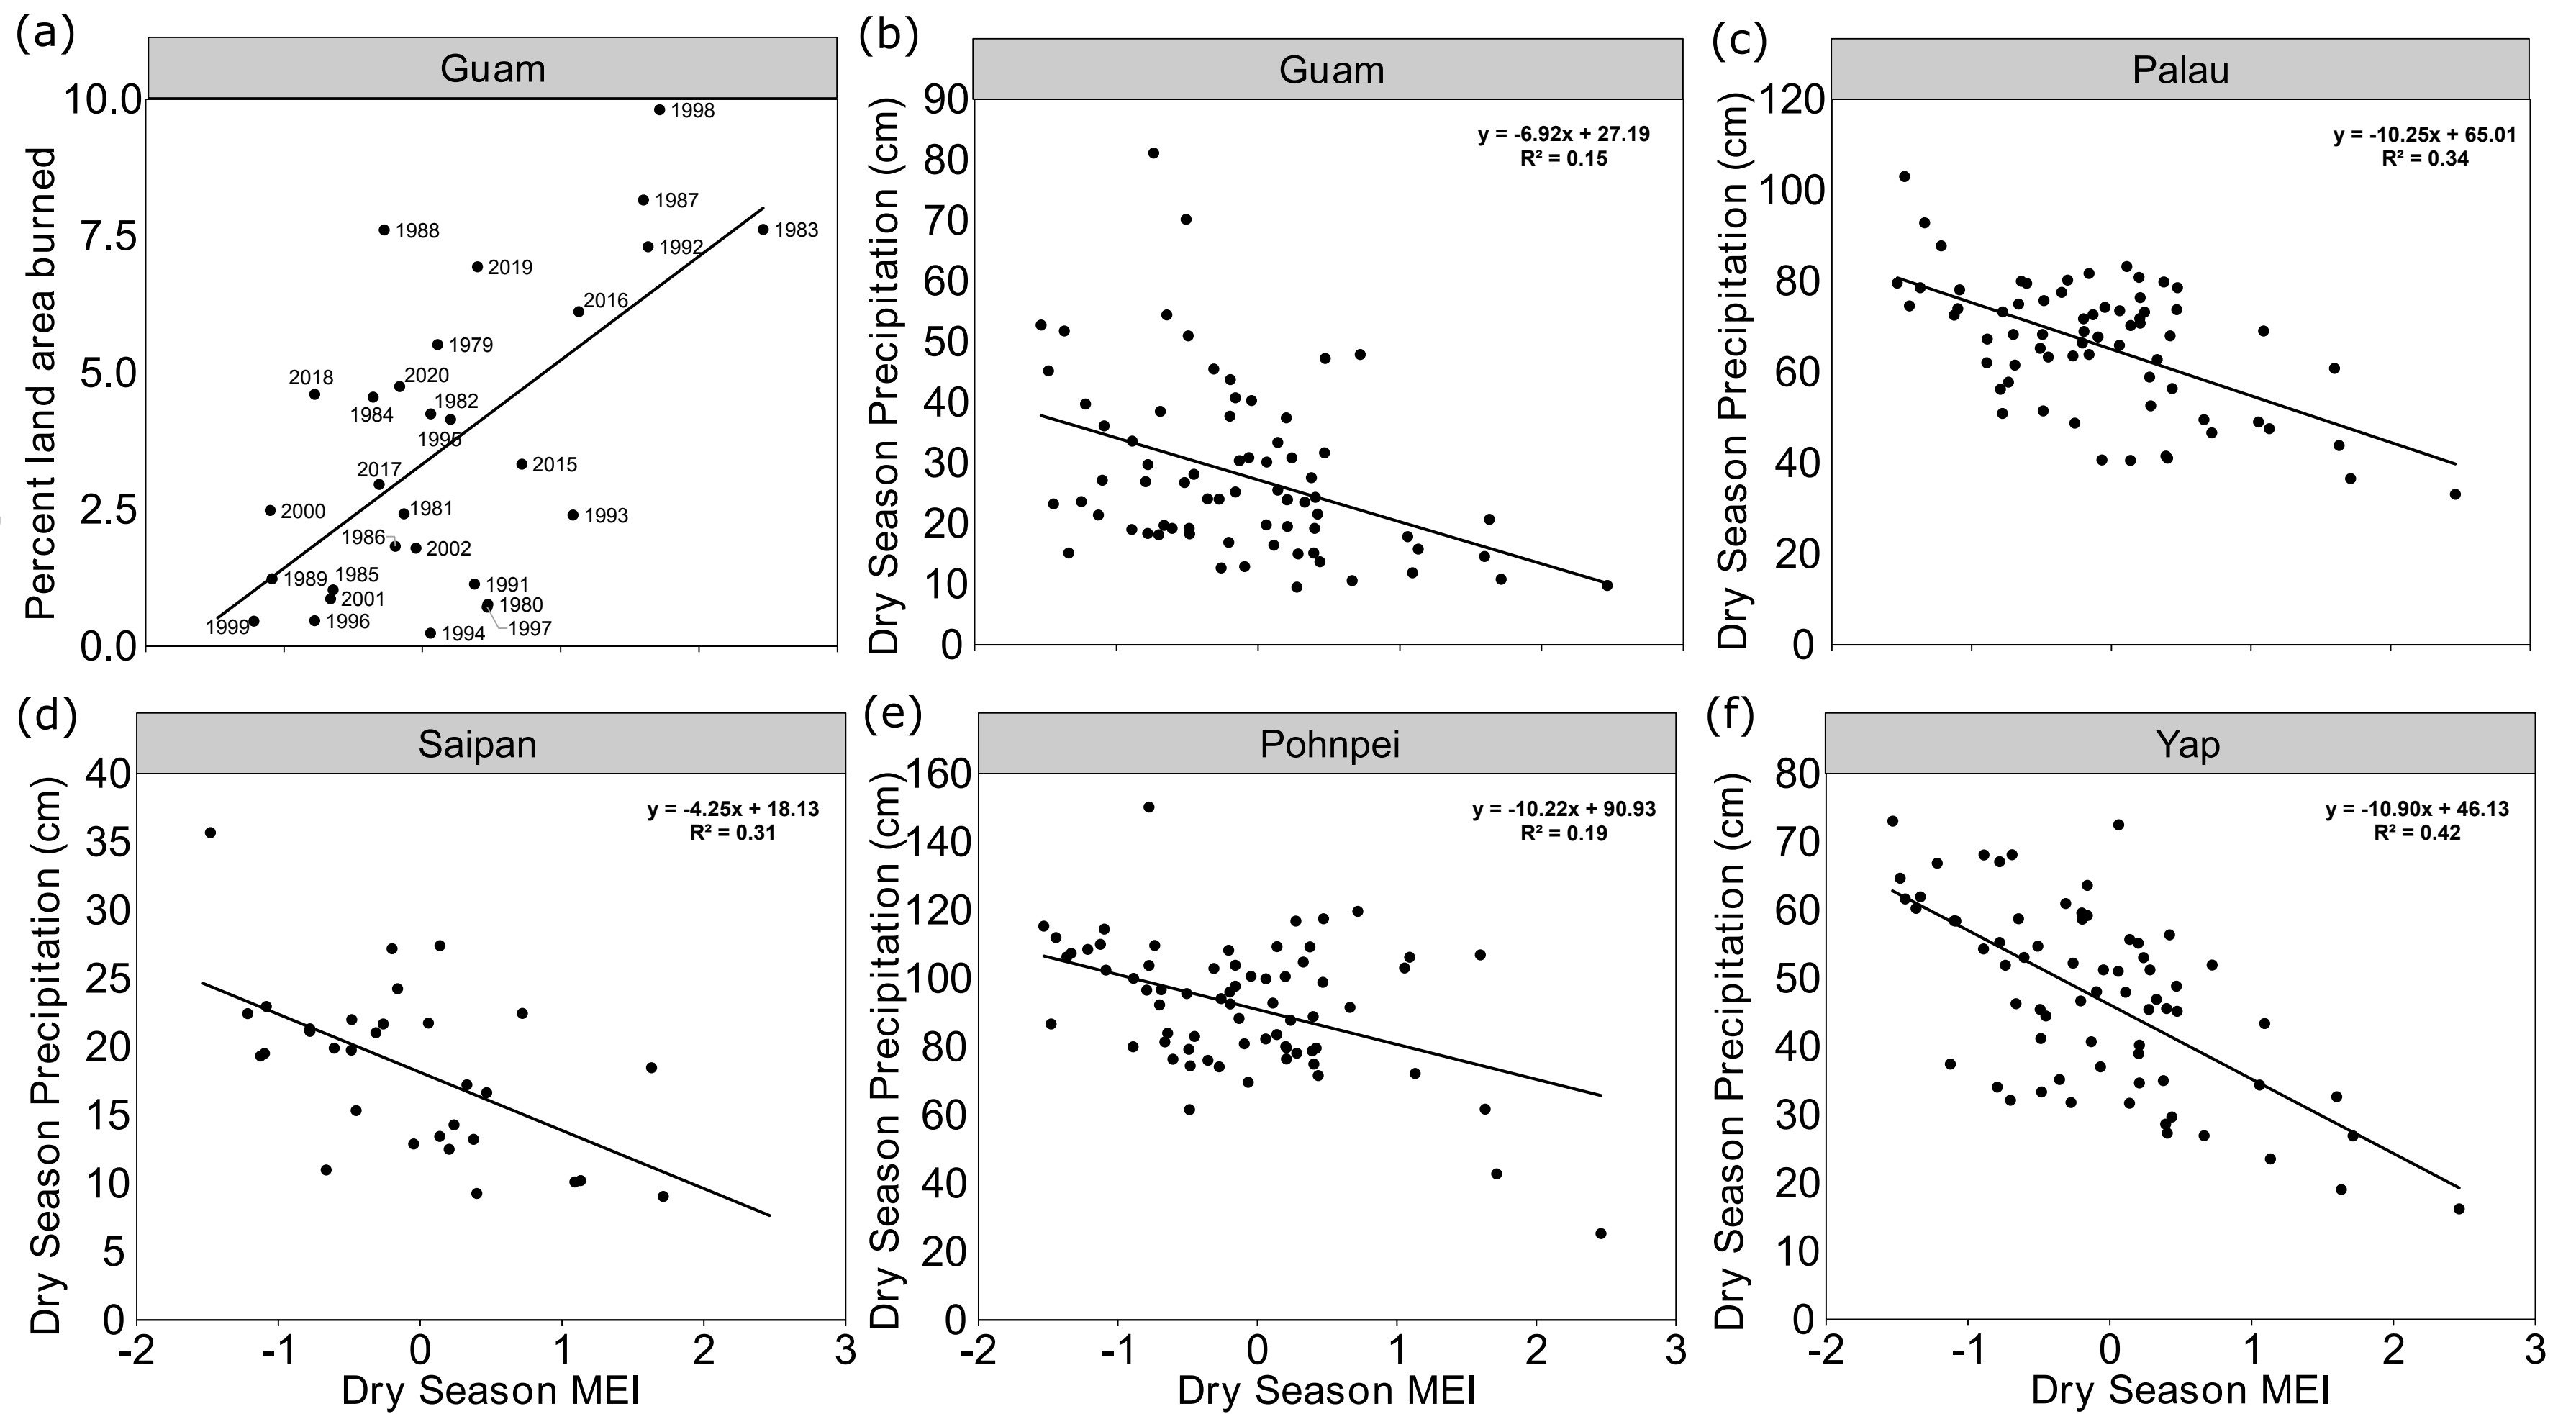 (a)
Guam
Percent land area burned
10.0
7.5
5.0
2.5
0.0
1998
1987
1983
1988
1992
2019
2016
1979
2018
2020
1984
1982
1995
2015
2017
2000
1981
1993
1986
2002
1989
1985
1991
2001
1980
1999
1996
1994
1997
(b)
Guam
Dry Season Precipitation (cm)
90
80
70
60
50
40
30
20
10
0
y = -6.92x + 27.19
R² = 0.15
(c)
Palau
Dry Season Precipitation (cm)
120
100
80
60
40
20
0
y = -10.25x + 65.01
R² = 0.34
(d)
Saipan
Dry Season Precipitation (cm)
40
35
30
25
20
15
10
5
0
y = -4.25x + 18.13
R² = 0.31
-2 -1 0 1 2 3
Dry Season MEI
(e)
Pohnpei
Dry Season Precipitation (cm)
160
140
120
100
80
60
40
20
0
y = -10.22x + 90.93
R² = 0.19
-2 -1 0 1 2 3
Dry Season MEI
(f)
Yap
Dry Season Precipitation (cm)
80
70
60
50
40
30
20
10
0
y = -10.90x + 46.13
R² = 0.42
-2 -1 0 1 2 3
Dry Season MEI